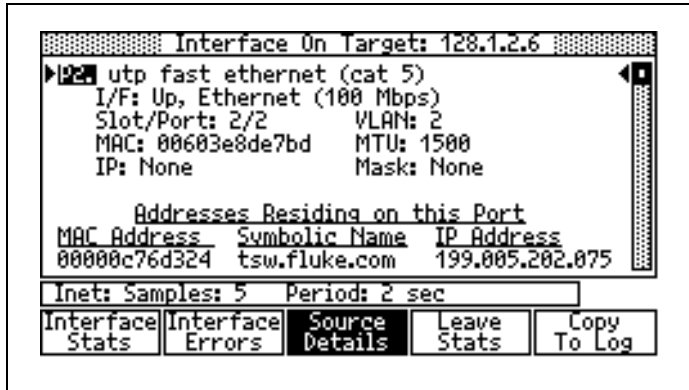 Interface On Target: 128.1.2.6
P2. utp fast ethernet (cat 5)
I/F: Up, Ethernet (100 Mbps)
Slot/Port: 2/2 VLAN: 2
MAC: 00603e8de7bd MTU: 1500
IP: None Mask: None
Addresses Residing on this Port
MAC Address Symbolic Name IP Address
00000c76d324 tsw.fluke.com 199.005.202.075
Inet: Samples: 5 Period: 2 sec
Interface Stats Interface Errors Source Details Leave Stats Copy To Log